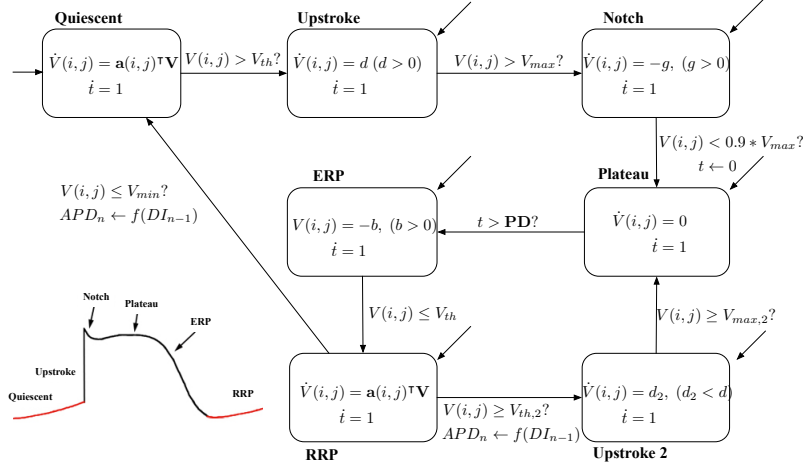 Quiescent
V̇(i, j) = a(i, j)ᵀV
ṫ = 1
V(i, j) > V_th?
Upstroke
V̇(i, j) = d (d > 0)
ṫ = 1
V(i, j) > V_max?
Notch
V̇(i, j) = −g, (g > 0)
ṫ = 1
V(i, j) < 0.9 * V_max?
t ← 0
Plateau
V̇(i, j) = 0
ṫ = 1
t > PD?
ERP
V(i, j) = −b, (b > 0)
ṫ = 1
V(i, j) ≤ V_min?
APD_n ← f(DI_{n−1})
V(i, j) ≤ V_th
V(i, j) ≥ V_max,2?
V̇(i, j) = a(i, j)ᵀV
ṫ = 1
RRP
V(i, j) ≥ V_th,2?
APD_n ← f(DI_{n−1})
V̇(i, j) = d₂, (d₂ < d)
ṫ = 1
Upstroke 2
Notch
Plateau
ERP
Upstroke
Quiescent
RRP